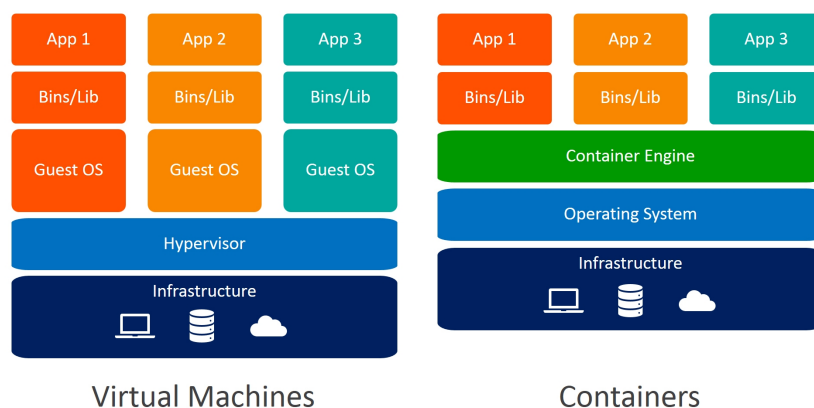 App 1
App 2
App 3
Bins/Lib
Bins/Lib
Bins/Lib
Guest OS
Guest OS
Guest OS
Hypervisor
Infrastructure
Virtual Machines
App 1
App 2
App 3
Bins/Lib
Bins/Lib
Bins/Lib
Container Engine
Operating System
Infrastructure
Containers